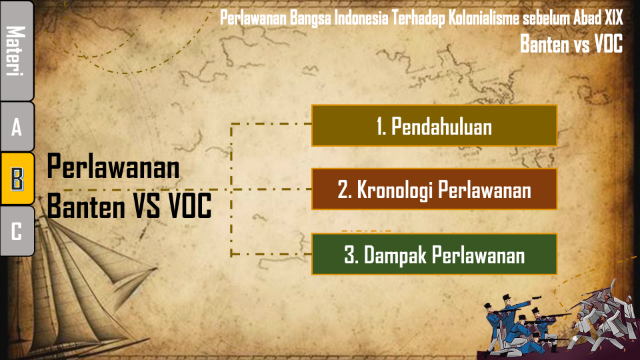 Perlawanan Bangsa Indonesia Terhadap Kolonialisme sebelum Abad XIX
Banten vs VOC
Materi
A
B
C
Perlawanan
Banten VS VOC
1. Pendahuluan
2. Kronologi Perlawanan
3. Dampak Perlawanan